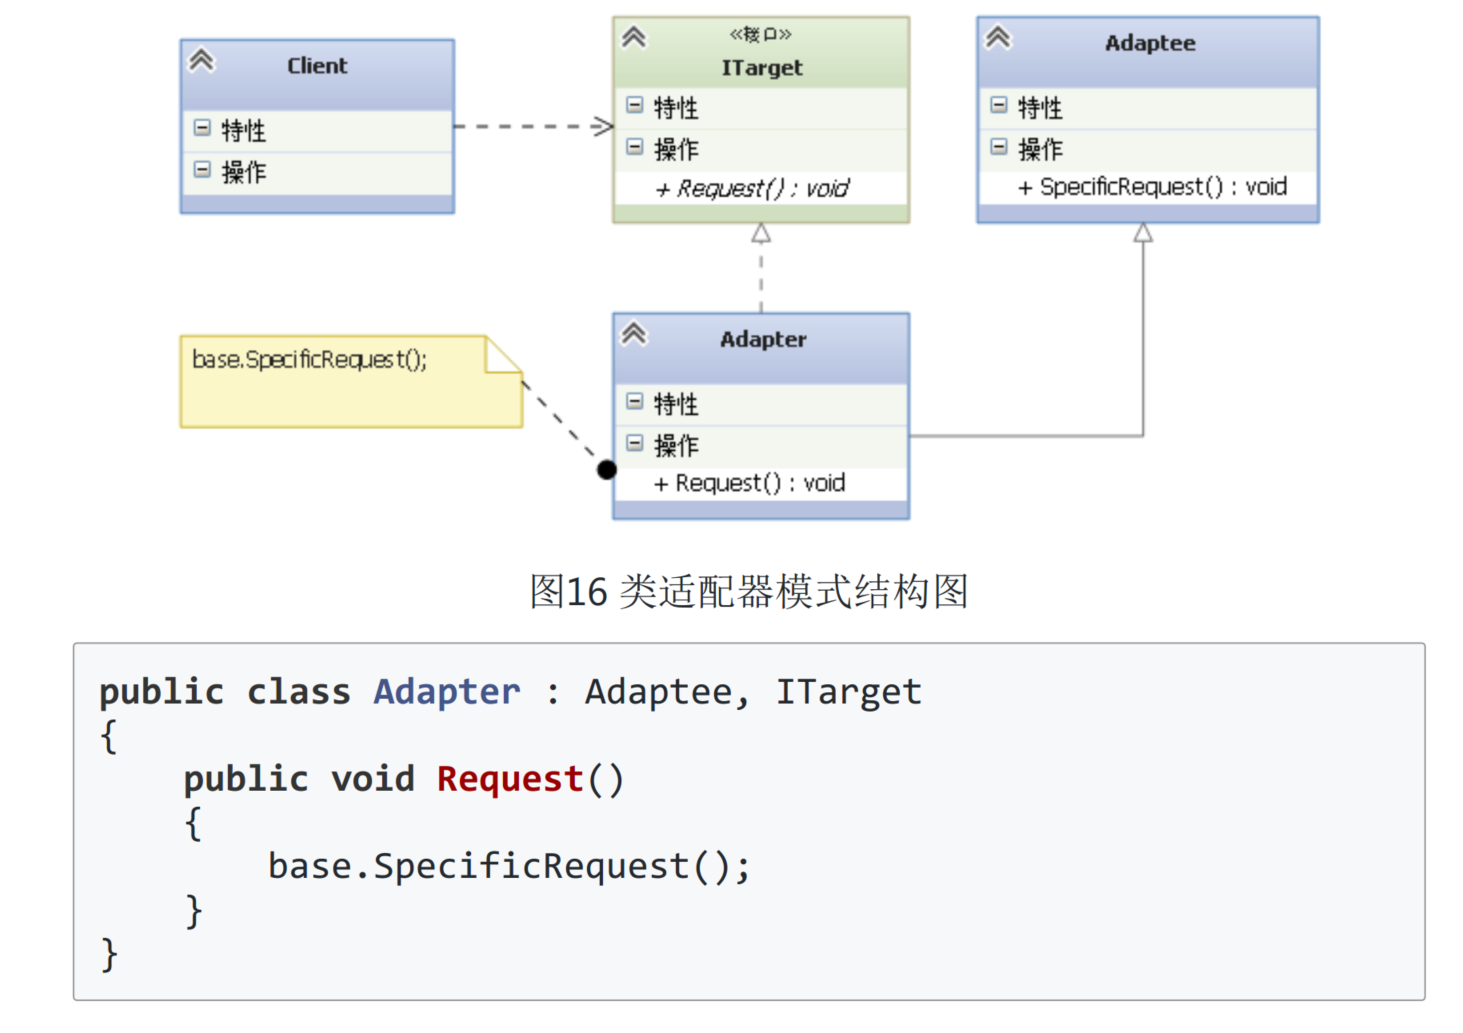 Client
特性
操作
«接口»
ITarget
特性
操作
+ Request() : void
Adaptee
特性
操作
+ SpecificRequest() : void
base.SpecificRequest();
Adapter
特性
操作
+ Request() : void
图16 类适配器模式结构图
public class Adapter : Adaptee, ITarget
{
public void Request()
{
base.SpecificRequest();
}
}